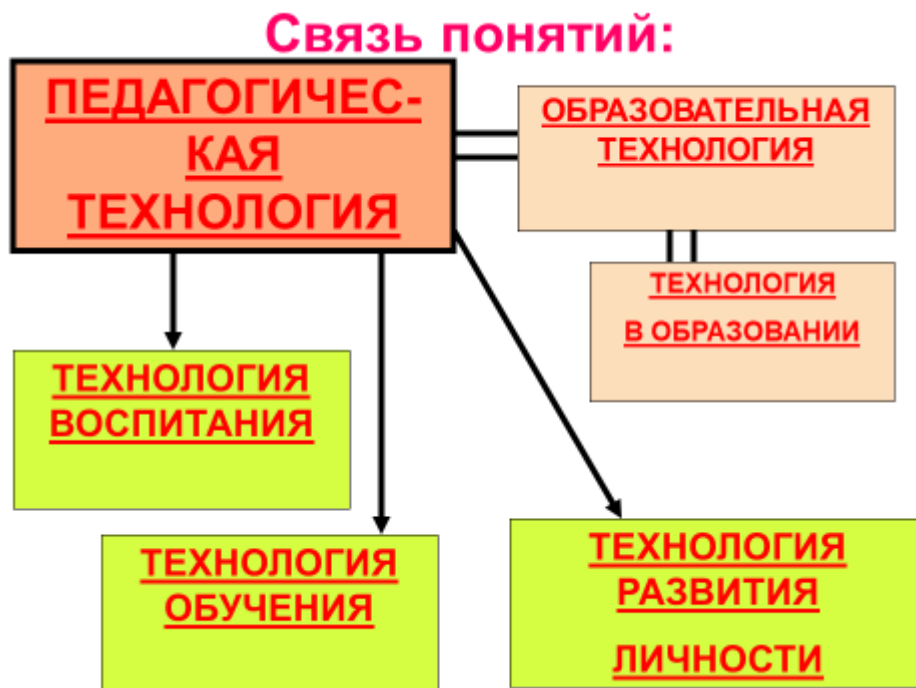 Связь понятий:
ПЕДАГОГИЧЕС-
КАЯ
ТЕХНОЛОГИЯ
ОБРАЗОВАТЕЛЬНАЯ
ТЕХНОЛОГИЯ
ТЕХНОЛОГИЯ
В ОБРАЗОВАНИИ
ТЕХНОЛОГИЯ
ВОСПИТАНИЯ
ТЕХНОЛОГИЯ
ОБУЧЕНИЯ
ТЕХНОЛОГИЯ
РАЗВИТИЯ
ЛИЧНОСТИ